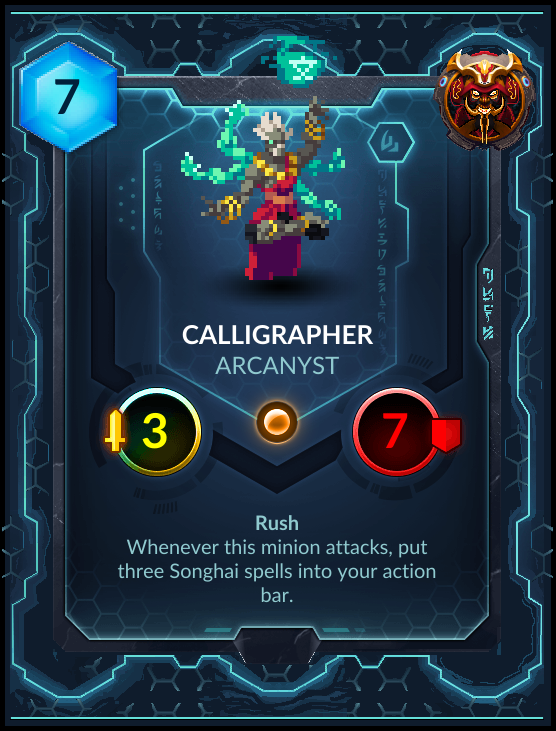 7
CALLIGRAPHER
ARCANYST
3 7
Rush
Whenever this minion attacks, put
three Songhai spells into your action
bar.